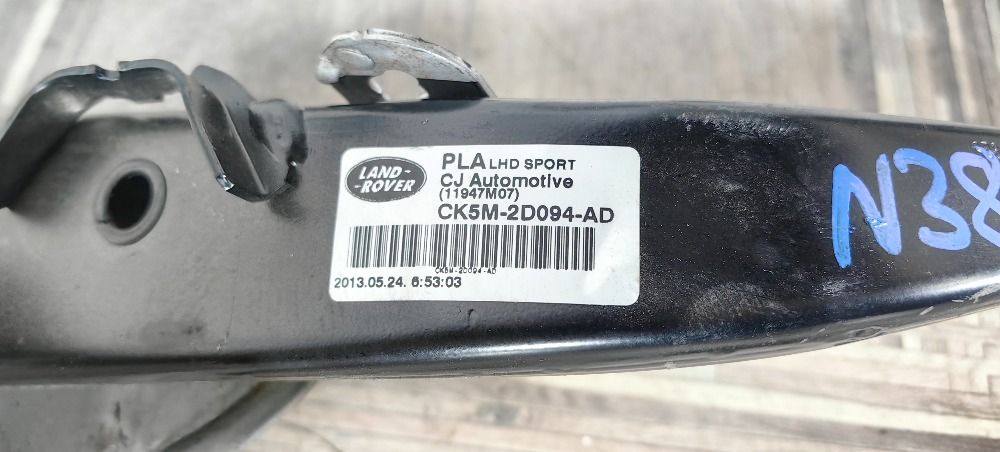 LAND-
-ROVER
PLA LHD SPORT
CJ Automotive
(11947M07)
CK5M-2D094-AD
CK5M-2D094-AD
2013.05.24. 6:53:03
N38